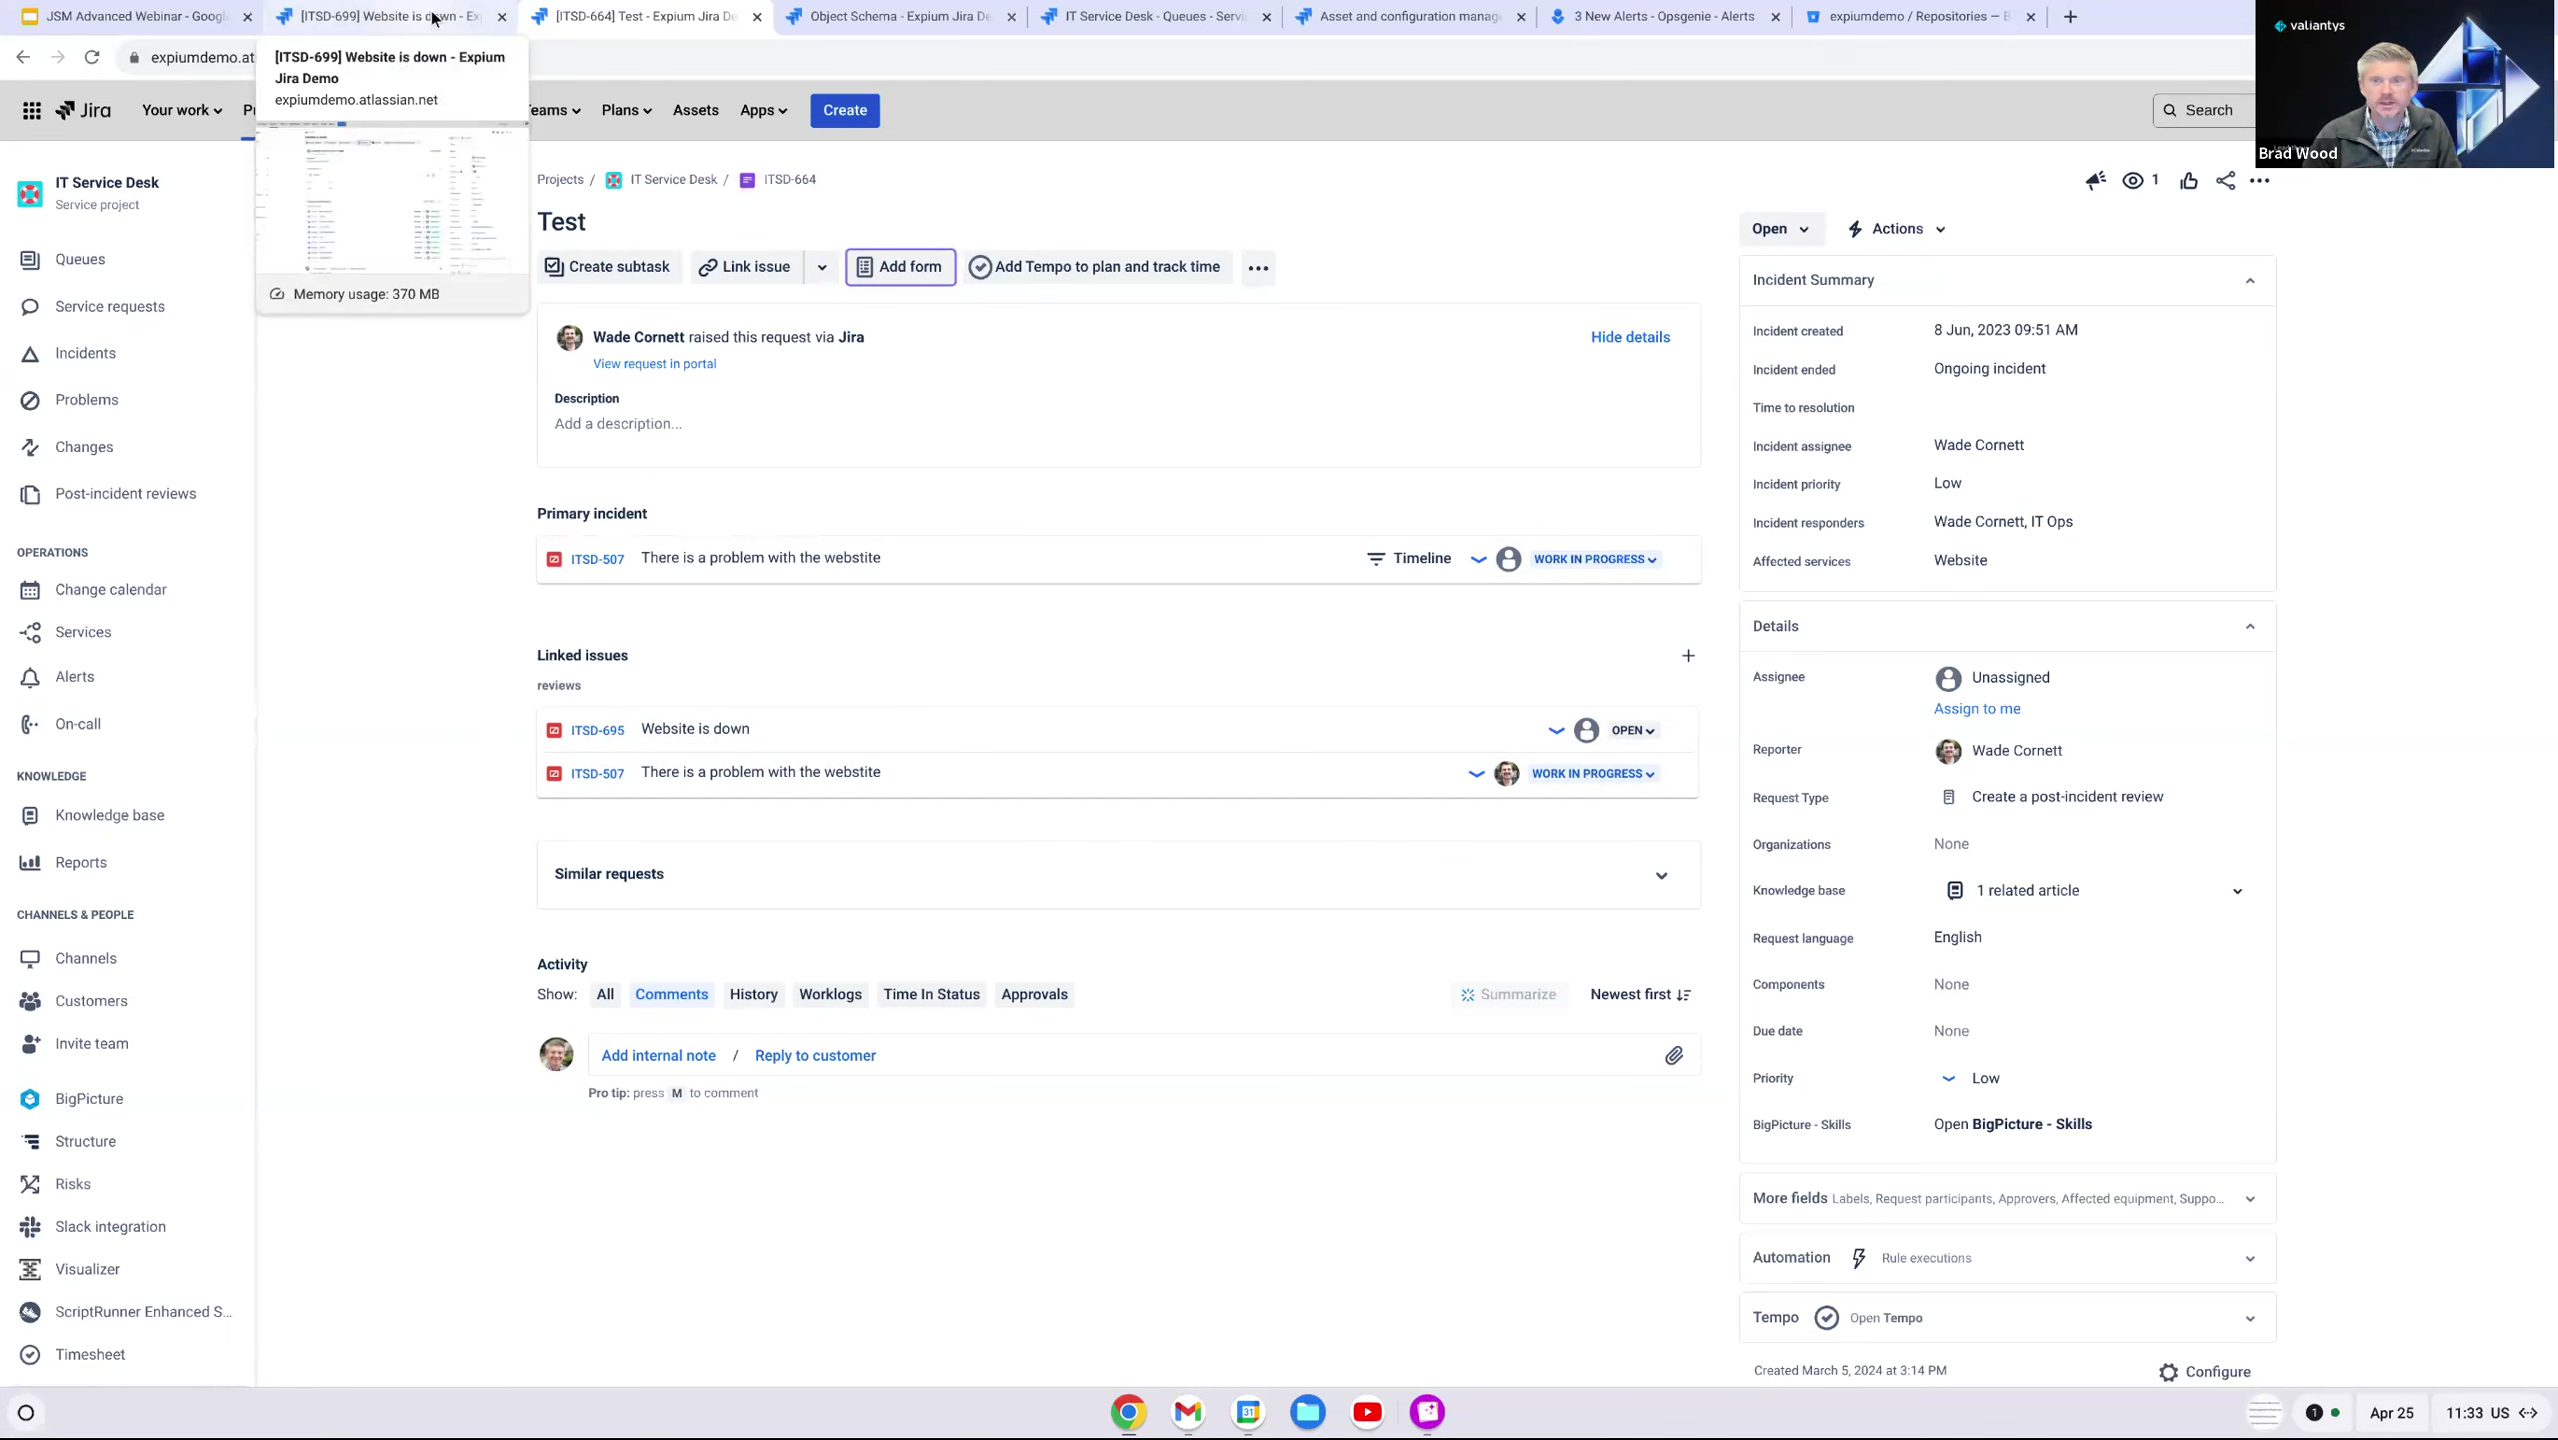 JSM Advanced Webinar - Google
[ITSD-699] Website is down - Ex
[ITSD-664] Test - Expium Jira De
Object Schema - Expium Jira De
IT Service Desk - Queues - Servi
Asset and configuration manag
3 New Alerts - Opsgenie - Alerts
expiumdemo / Repositories — B
expiumdemo.at
[ITSD-699] Website is down - Expium
Jira Demo
expiumdemo.atlassian.net
Memory usage: 370 MB
valiantys
Brad Wood
Jira
Your work
Pr
Teams
Plans
Assets
Apps
Create
Search
IT Service Desk
Service project
Queues
Service requests
Incidents
Problems
Changes
Post-incident reviews
OPERATIONS
Change calendar
Services
Alerts
On-call
KNOWLEDGE
Knowledge base
Reports
CHANNELS & PEOPLE
Channels
Customers
Invite team
BigPicture
Structure
Risks
Slack integration
Visualizer
ScriptRunner Enhanced S...
Timesheet
Projects / IT Service Desk / ITSD-664
1
Test
Create subtask
Link issue
Add form
Add Tempo to plan and track time
Wade Cornett raised this request via Jira
Hide details
View request in portal
Description
Add a description...
Primary incident
ITSD-507 There is a problem with the webstite Timeline WORK IN PROGRESS
Linked issues
reviews
ITSD-695 Website is down OPEN
ITSD-507 There is a problem with the webstite WORK IN PROGRESS
Similar requests
Activity
Show: All Comments History Worklogs Time In Status Approvals Summarize Newest first
Add internal note / Reply to customer
Pro tip: press M to comment
Open
Actions
Incident Summary
Incident created 8 Jun, 2023 09:51 AM
Incident ended Ongoing incident
Time to resolution
Incident assignee Wade Cornett
Incident priority Low
Incident responders Wade Cornett, IT Ops
Affected services Website
Details
Assignee Unassigned
Assign to me
Reporter Wade Cornett
Request Type Create a post-incident review
Organizations None
Knowledge base 1 related article
Request language English
Components None
Due date None
Priority Low
BigPicture - Skills Open BigPicture - Skills
More fields Labels, Request participants, Approvers, Affected equipment, Suppo...
Automation Rule executions
Tempo Open Tempo
Created March 5, 2024 at 3:14 PM
Configure
31
1
Apr 25
11:33 US